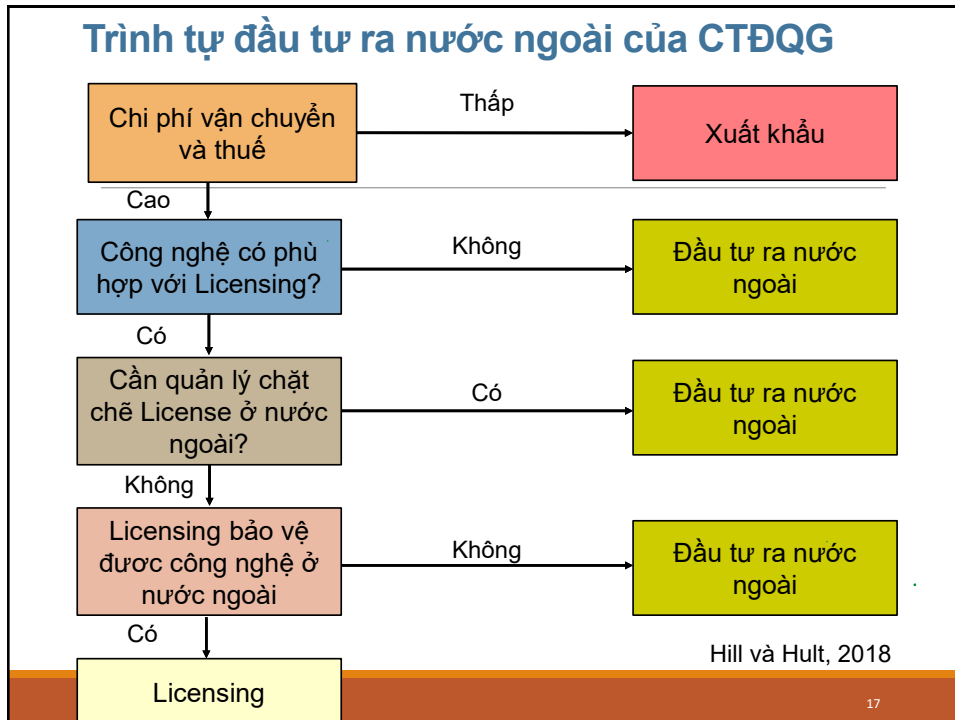 Trình tự đầu tư ra nước ngoài của CTĐQG
Chi phí vận chuyển
và thuế
Thấp
Xuất khẩu
Cao
Công nghệ có phù
hợp với Licensing?
Không
Đầu tư ra nước
ngoài
Có
Cần quản lý chặt
chẽ License ở nước
ngoài?
Có
Đầu tư ra nước
ngoài
Không
Licensing bảo vệ
đươc công nghệ ở
nước ngoài
Không
Đầu tư ra nước
ngoài
Có
Licensing
Hill và Hult, 2018
17